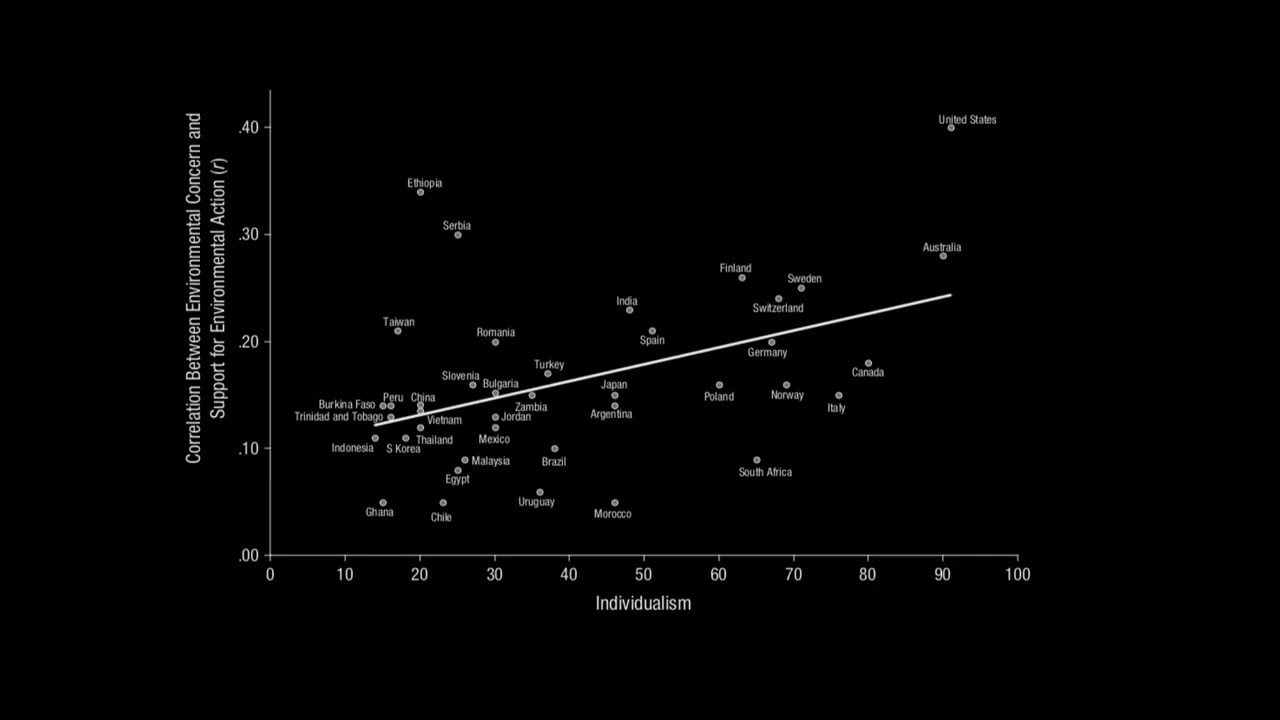 Correlation Between Environmental Concern and
Support for Environmental Action (r)
.40
.30
.20
.10
.00
United States
Ethiopia
Serbia
Australia
Finland
Sweden
India
Switzerland
Taiwan
Romania
Spain
Germany
Turkey
Canada
Slovenia
Bulgaria
Japan
Peru
China
Poland
Norway
Burkina Faso
Zambia
Italy
Trinidad and Tobago
Vietnam
Jordan
Argentina
Indonesia
S Korea
Thailand
Mexico
Malaysia
Brazil
South Africa
Egypt
Uruguay
Ghana
Chile
Morocco
0
10
20
30
40
50
60
70
80
90
100
Individualism